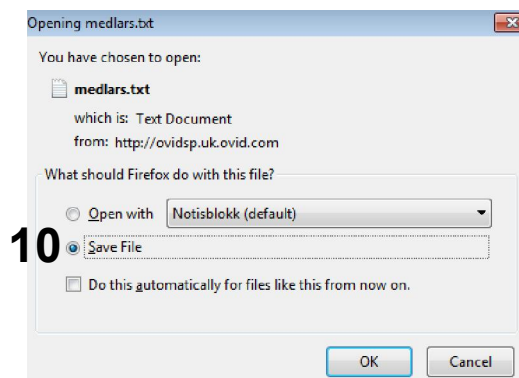 Opening medlars.txt
You have chosen to open:
medlars.txt
which is: Text Document
from: http://ovidsp.uk.ovid.com
What should Firefox do with this file?
Open with Notisblokk (default)
10 Save File
Do this automatically for files like this from now on.
OK Cancel